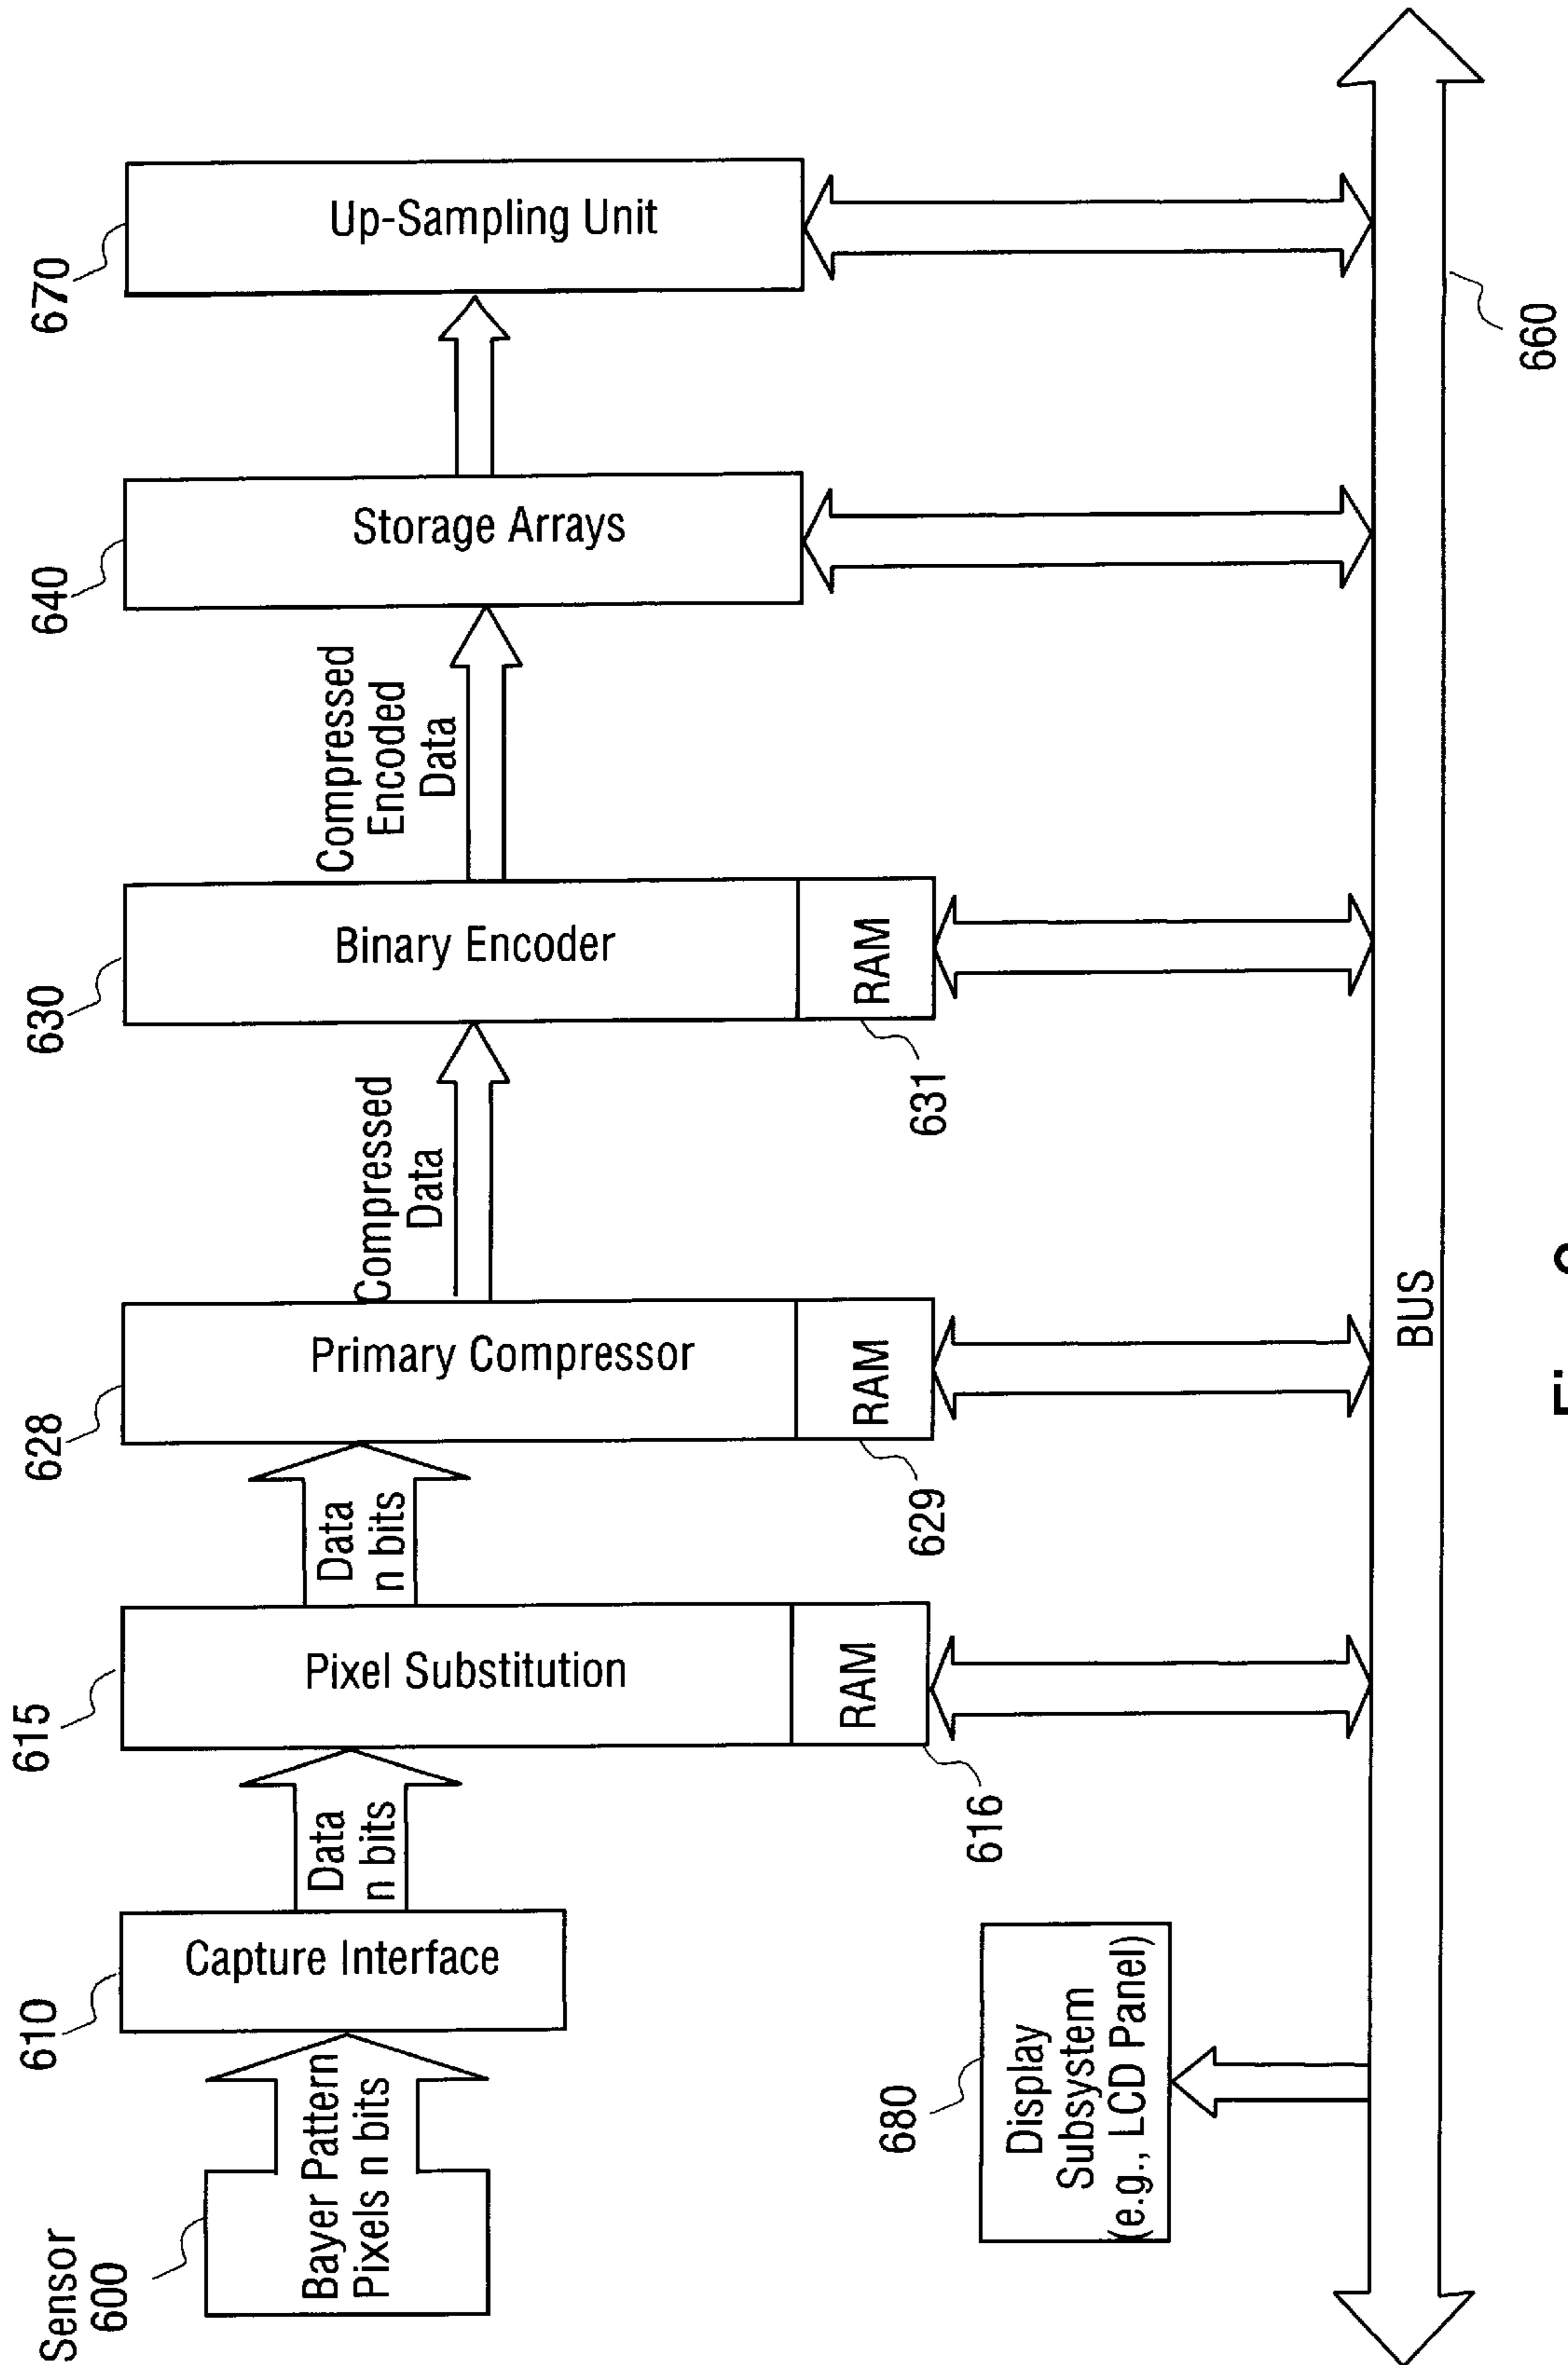 Sensor
600
Bayer Pattern
Pixels n bits
610
Capture Interface
Data
n bits
615
Pixel Substitution
RAM
616
Data
n bits
628
Primary Compressor
RAM
629
Compressed
Data
630
Binary Encoder
RAM
631
Compressed
Encoded
Data
640
Storage Arrays
670
Up-Sampling Unit
680
Display
Subsystem
(e.g., LCD Panel)
BUS
660